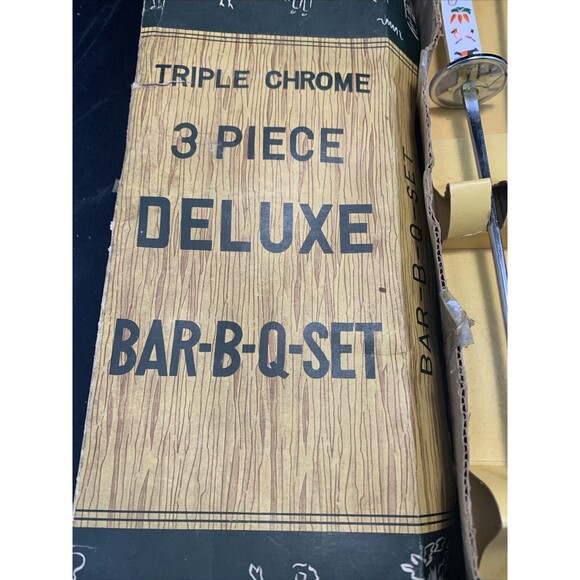 TRIPLE CHROME
3 PIECE
DELUXE
BAR-B-Q-SET
BAR-B-Q-SET